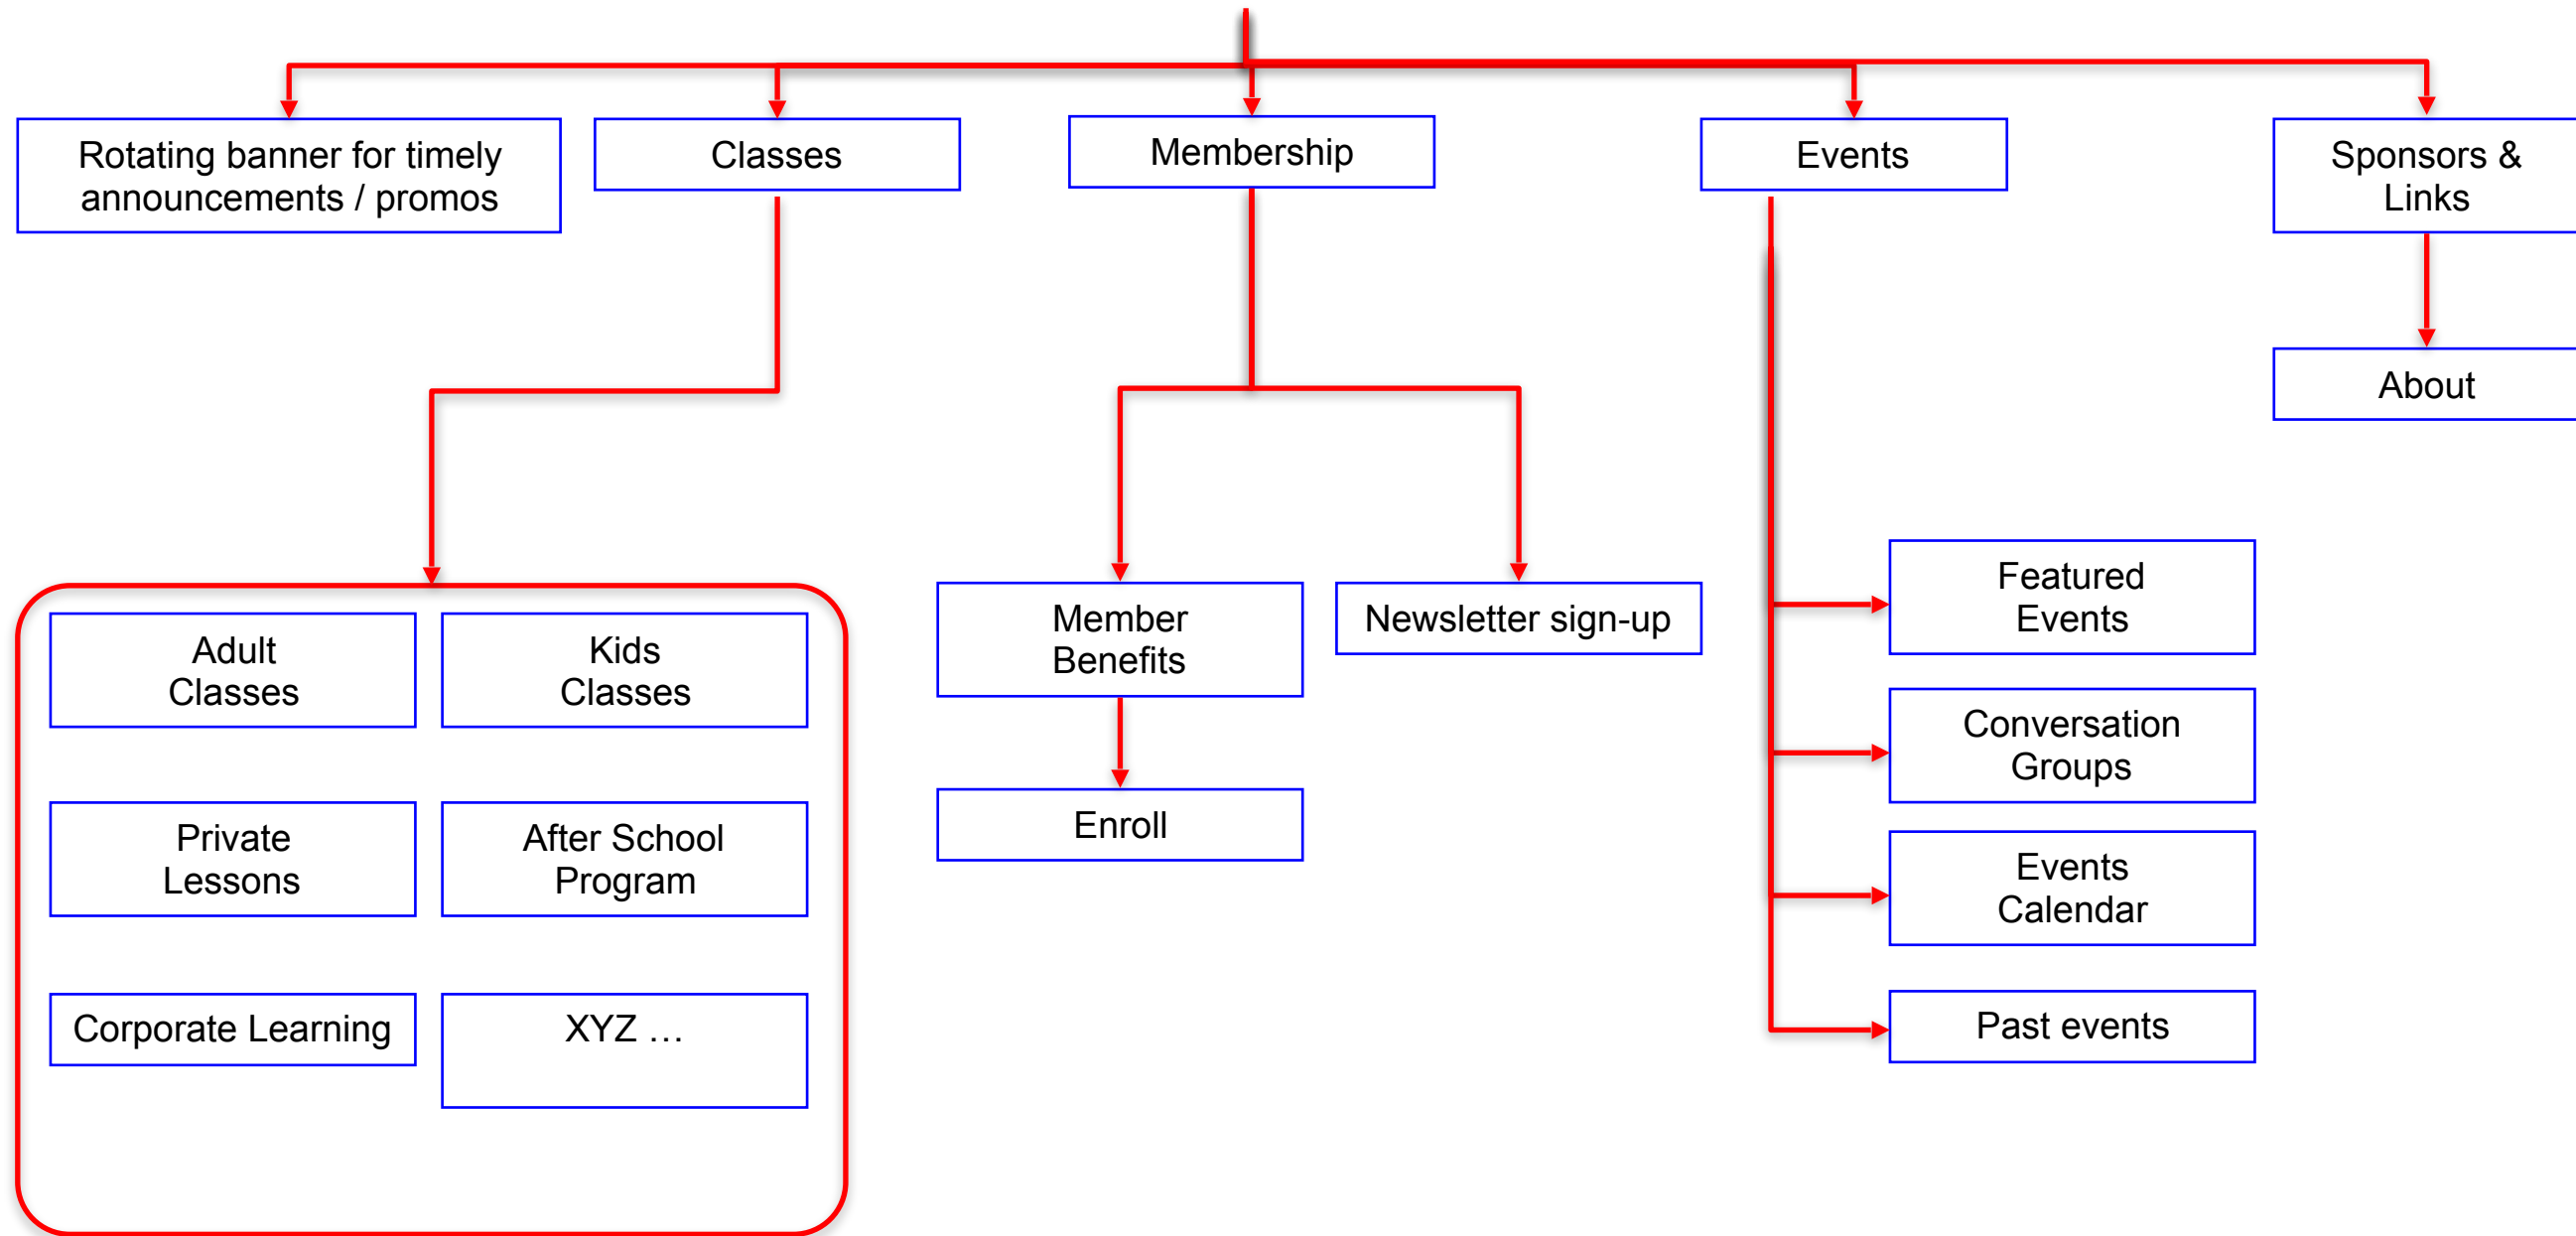 Rotating banner for timely
announcements / promos
Classes
Membership
Events
Sponsors &
Links
About
Adult
Classes
Kids
Classes
Private
Lessons
After School
Program
Corporate Learning
XYZ …
Member
Benefits
Newsletter sign-up
Enroll
Featured
Events
Conversation
Groups
Events
Calendar
Past events